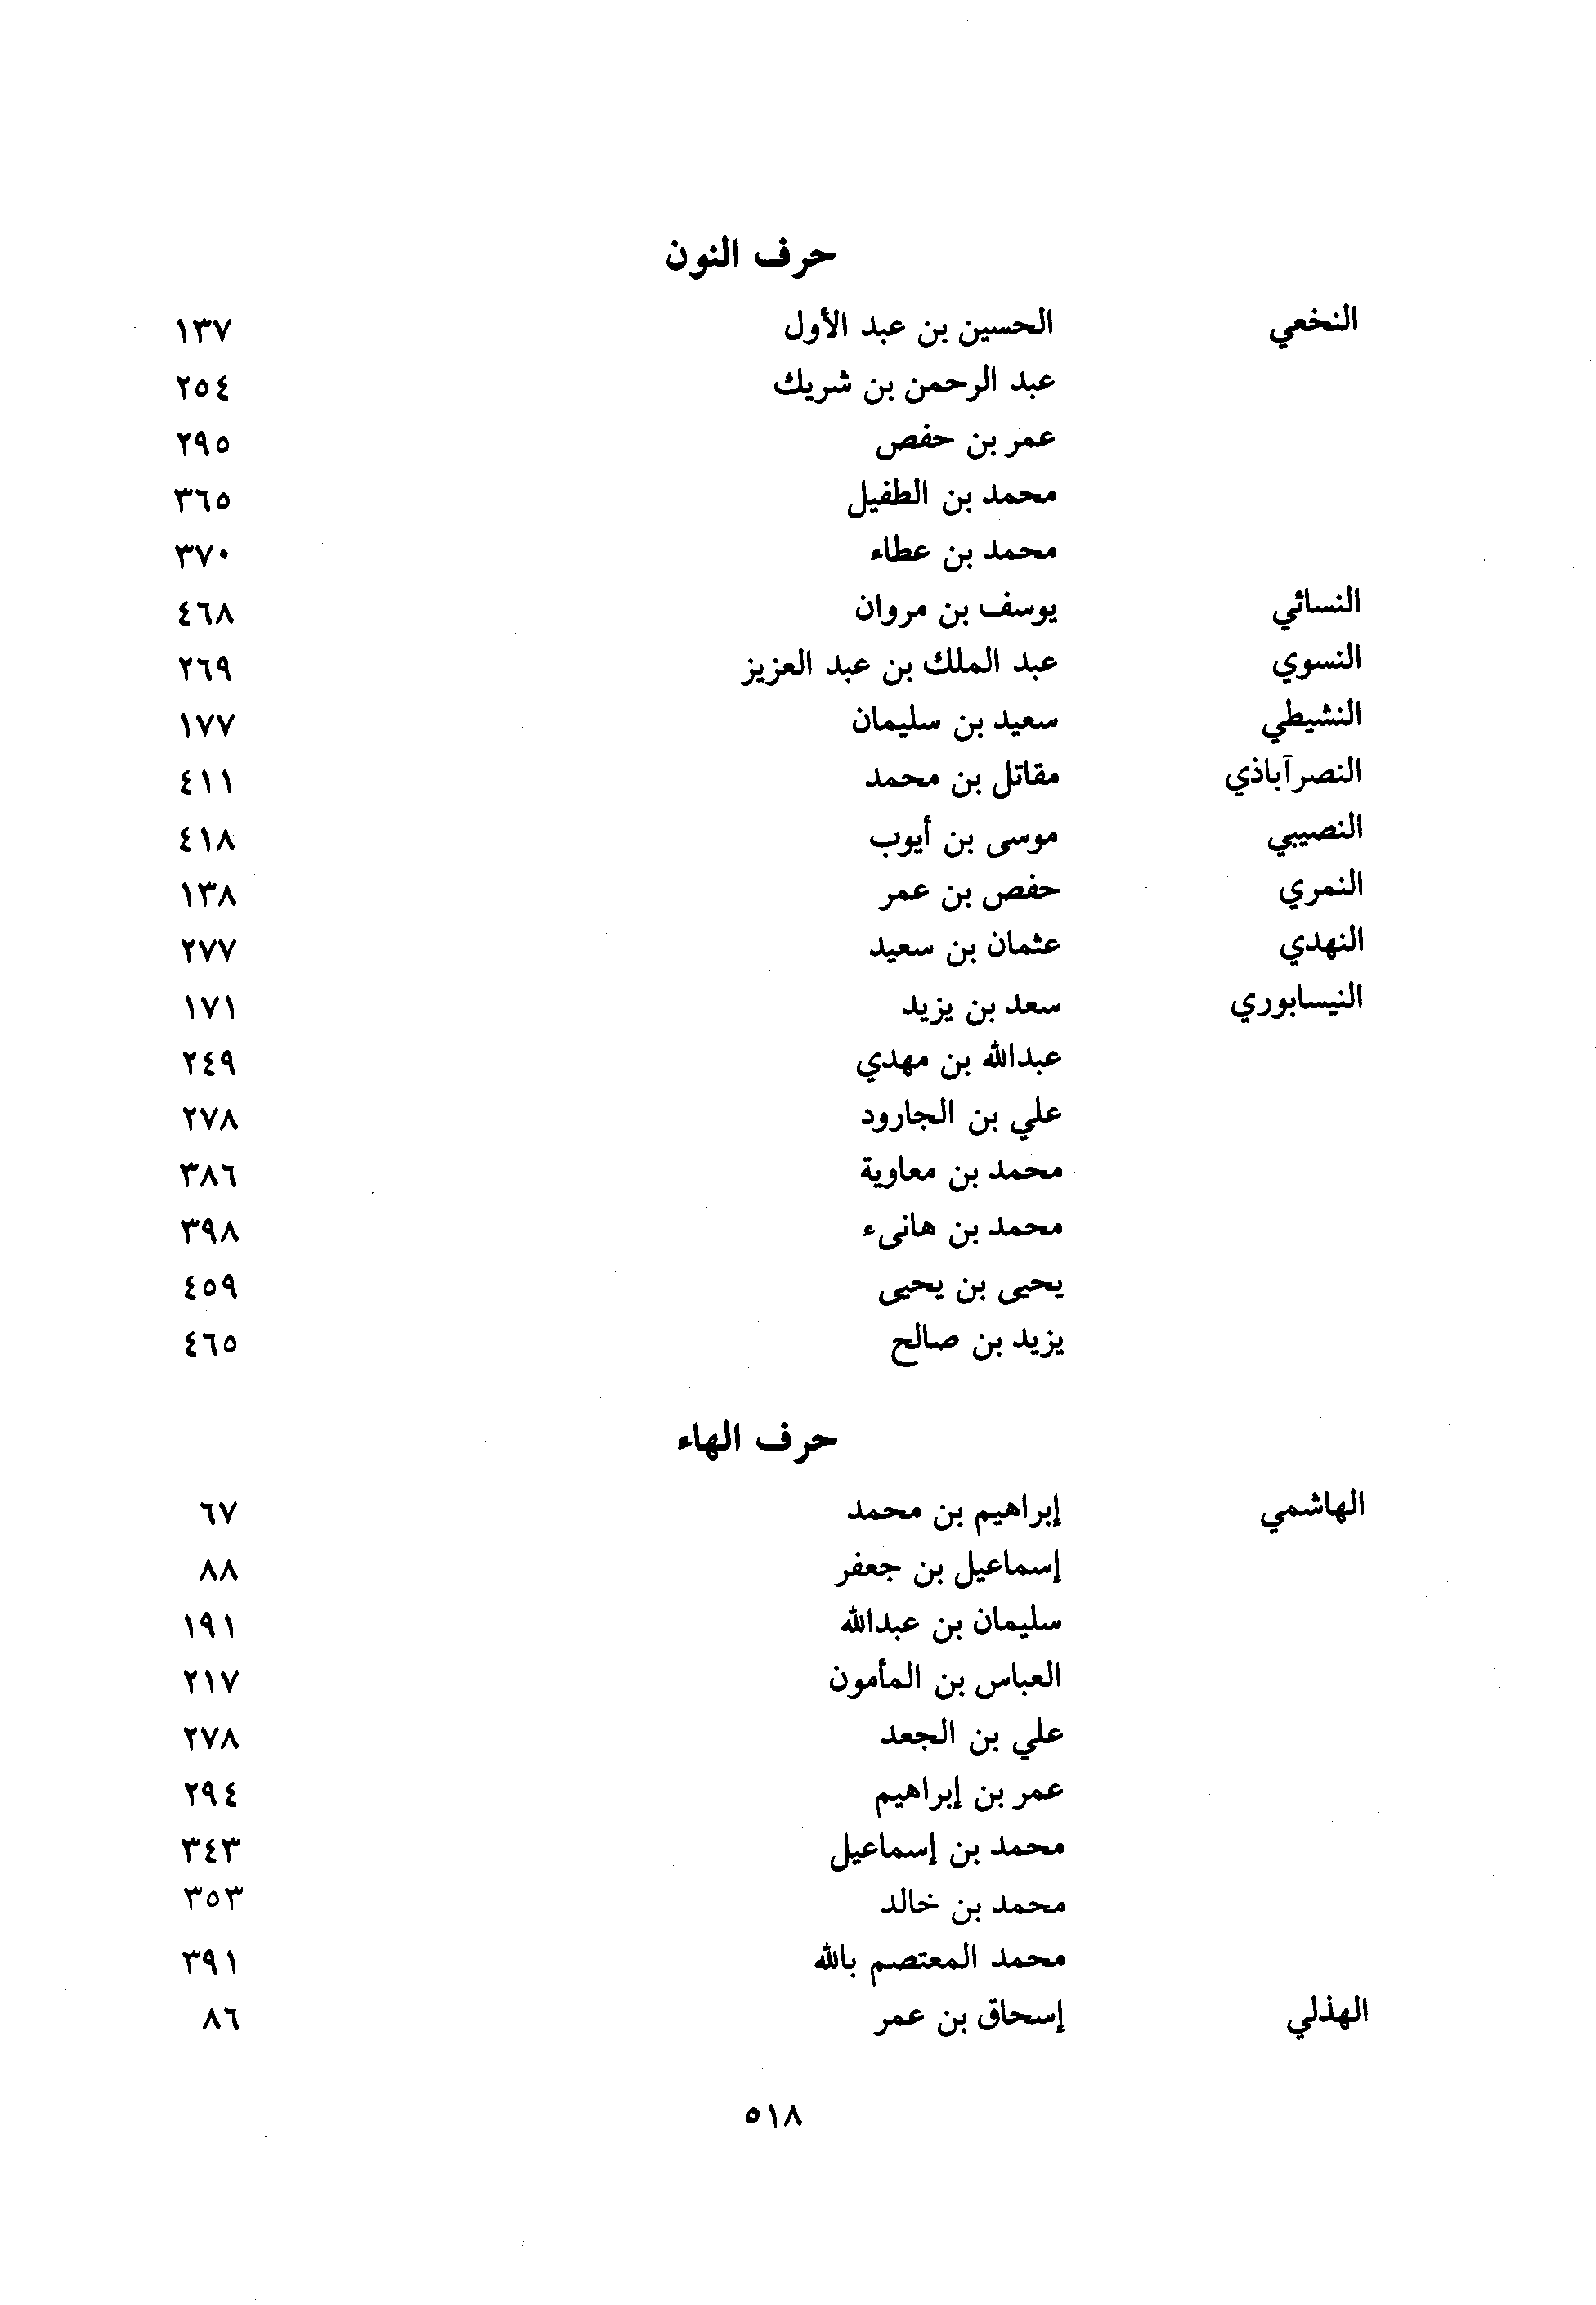 حرف النون
النخعي الحسين بن عبد الأول ١٣٧
عبد الرحمن بن شريك ٢٥٤
عمر بن حفص ٢٩٥
محمد بن الطفيل ٣٦٥
محمد بن عطاء ٣٧٠
النسائي يوسف بن مروان ٤٦٨
النسوي عبد الملك بن عبد العزيز ٢٦٩
النشيطي سعيد بن سليمان ١٧٧
النصرآباذي مقاتل بن محمد ٤١١
النصيبي موسى بن أيوب ٤١٨
النمري حفص بن عمر ١٣٨
النهدي عثمان بن سعيد ٢٧٧
النيسابوري سعد بن يزيد ١٧١
عبدالله بن مهدي ٢٤٩
علي بن الجارود ٢٧٨
محمد بن معاوية ٣٨٦
محمد بن هانىء ٣٩٨
يحيى بن يحيى ٤٥٩
يزيد بن صالح ٤٦٥
حرف الهاء
الهاشمي إبراهيم بن محمد ٦٧
إسماعيل بن جعفر ٨٨
سليمان بن عبدالله ١٩١
العباس بن المأمون ٢١٧
علي بن الجعد ٢٧٨
عمر بن إبراهيم ٢٩٤
محمد بن إسماعيل ٣٤٣
محمد بن خالد ٣٥٣
محمد المعتصم بالله ٣٩١
الهذلي إسحاق بن عمر ٨٦
٥١٨